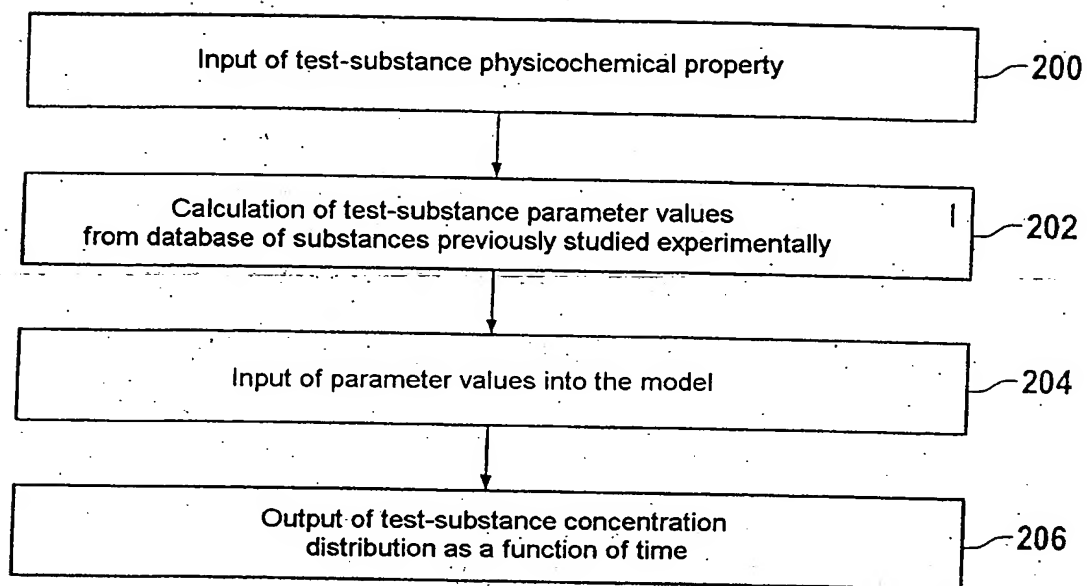 Input of test-substance physicochemical property
200
Calculation of test-substance parameter values
from database of substances previously studied experimentally
202
Input of parameter values into the model
204
Output of test-substance concentration
distribution as a function of time
206